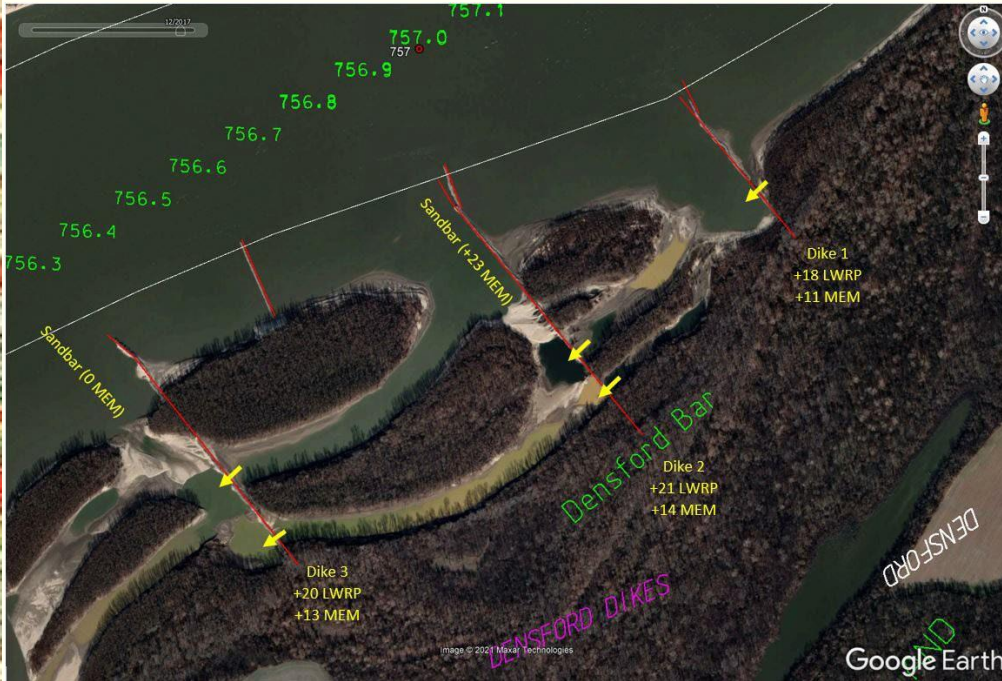 12/2017
757.1
757.0
757
756.9
756.8
756.7
756.6
756.5
756.4
756.3
N
Sandbar (+23 MEM)
Sandbar (0 MEM)
Dike 1
+18 LWRP
+11 MEM
Dike 2
+21 LWRP
+14 MEM
Dike 3
+20 LWRP
+13 MEM
Densford Bar
DENSFORD DIKES
DENSFORD
ND
Image © 2021 Maxar Technologies
Google Earth